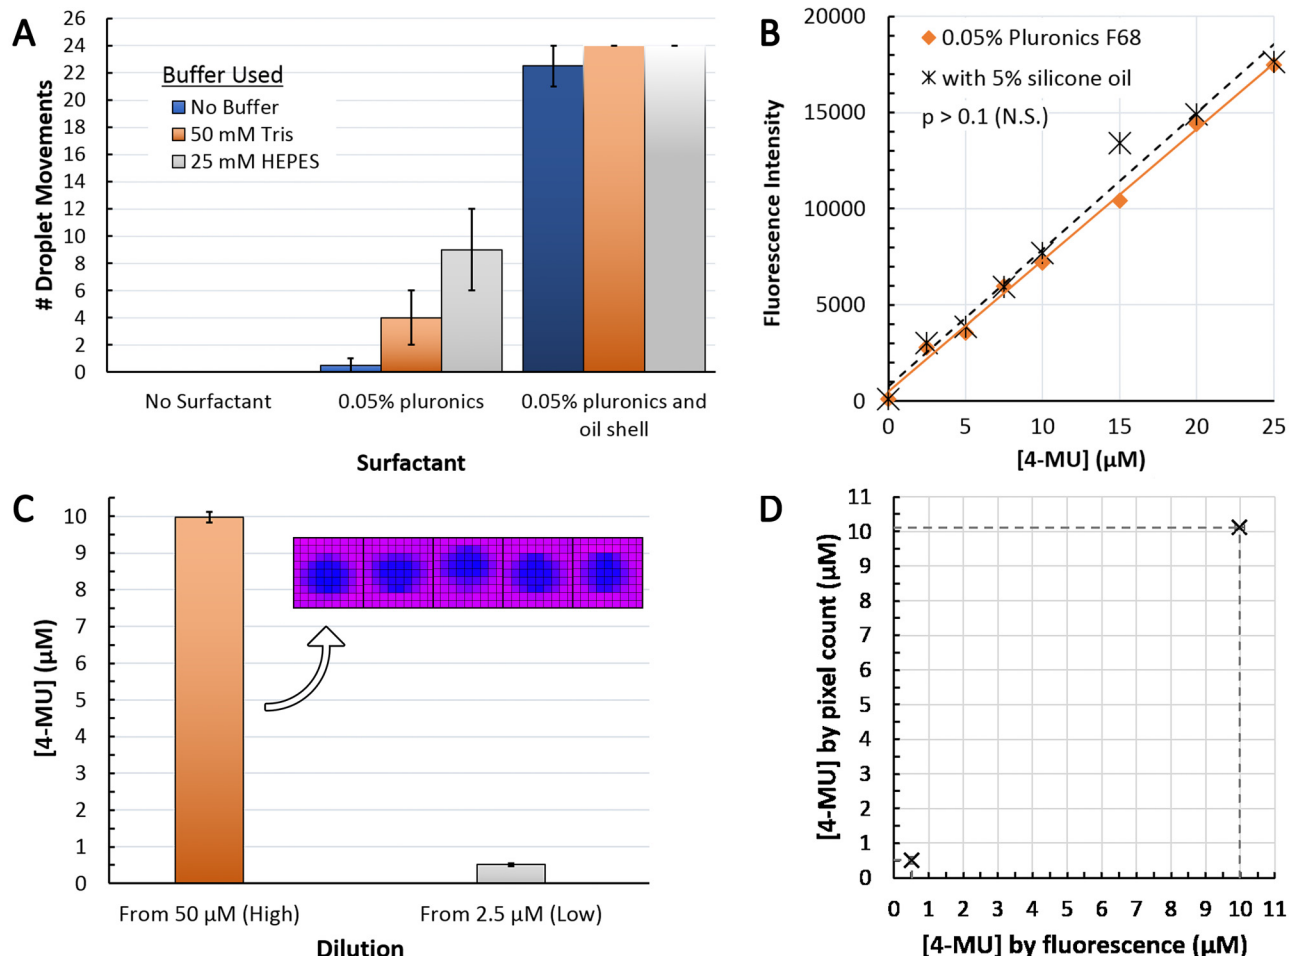 A
26
24
22
20
18
16
14
12
10
8
6
4
2
0
# Droplet Movements
Buffer Used
No Buffer
50 mM Tris
25 mM HEPES
No Surfactant
0.05% pluronics
0.05% pluronics and
oil shell
Surfactant
B
20000
15000
10000
5000
0
Fluorescence Intensity
0.05% Pluronics F68
with 5% silicone oil
p > 0.1 (N.S.)
0 5 10 15 20 25
[4-MU] (µM)
C
10
9
8
7
6
5
4
3
2
1
0
[4-MU] (µM)
From 50 µM (High)
From 2.5 µM (Low)
Dilution
D
11
10
9
8
7
6
5
4
3
2
1
0
[4-MU] by pixel count (µM)
0 1 2 3 4 5 6 7 8 9 10 11
[4-MU] by fluorescence (µM)